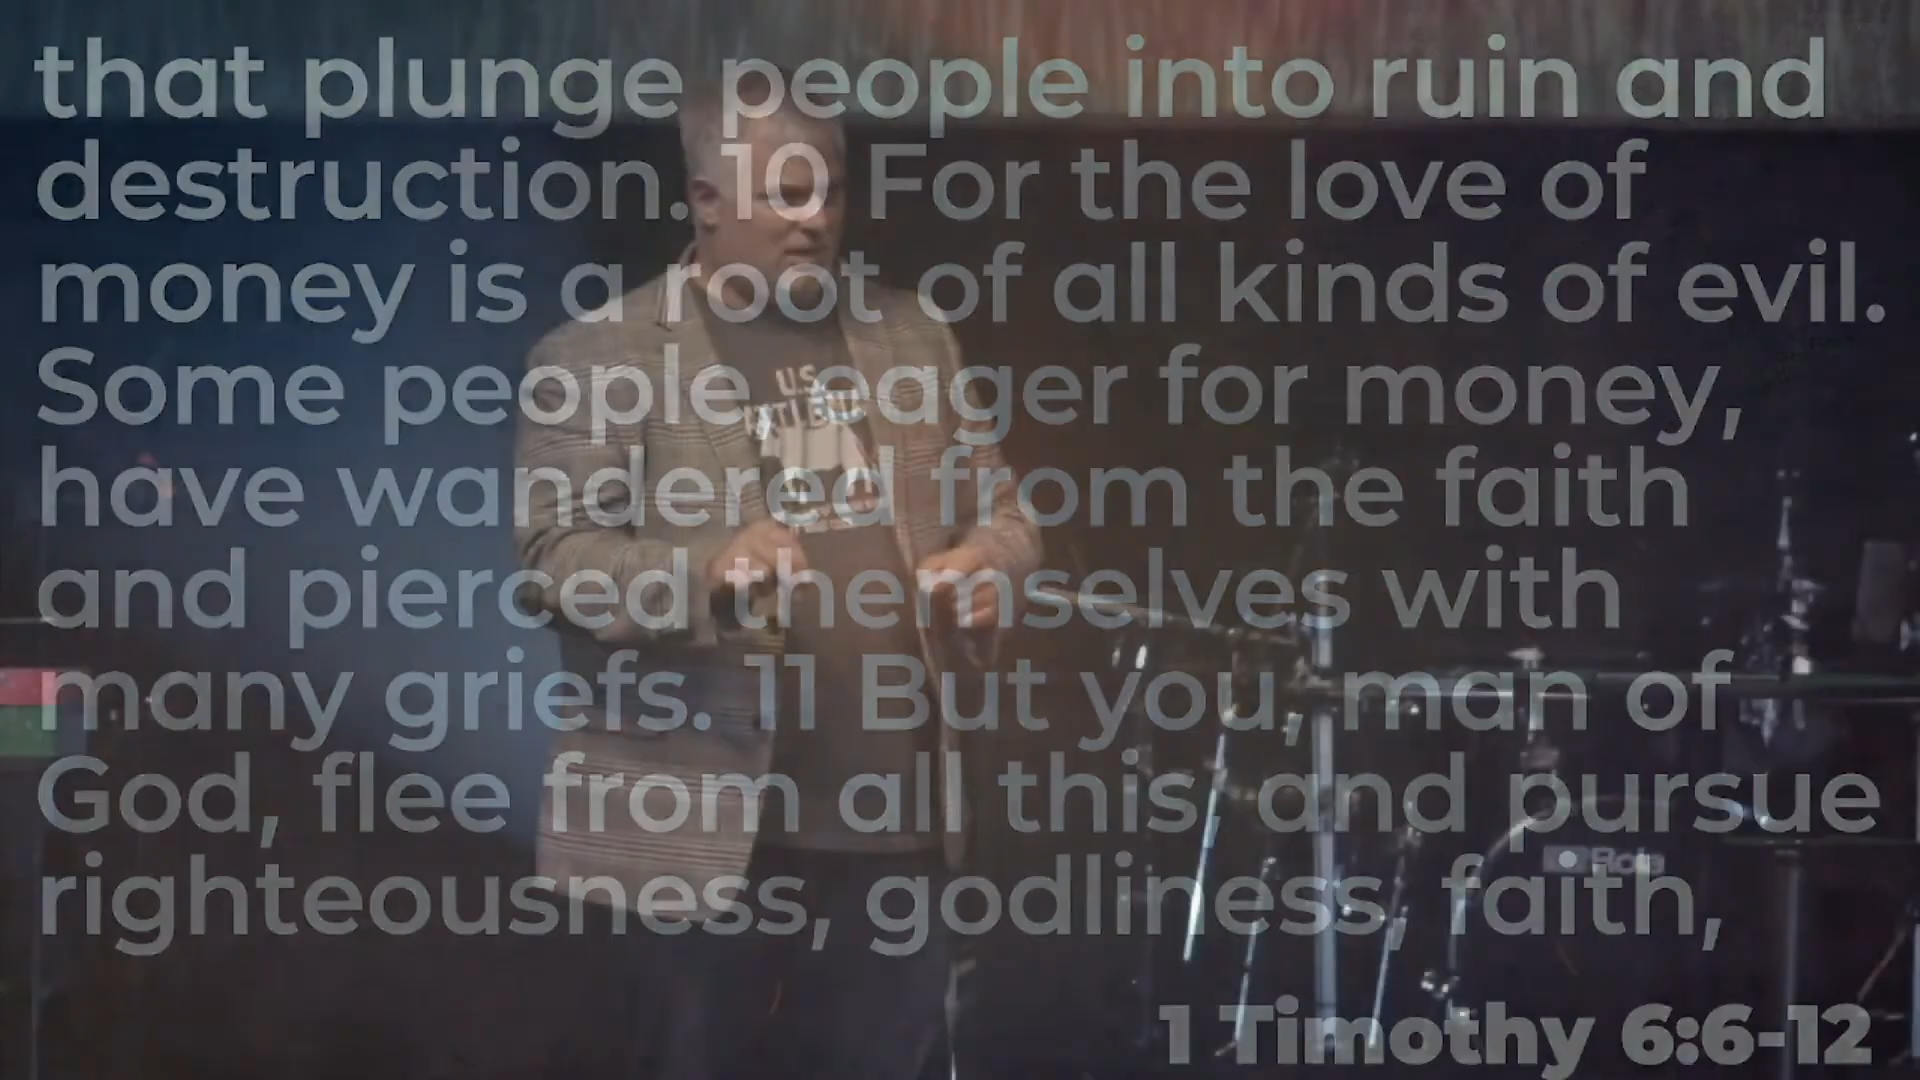 that plunge people into ruin and
destruction. 10 For the love of
money is a root of all kinds of evil.
Some people, eager for money,
have wandered from the faith
and pierced themselves with
many griefs. 11 But you, man of
God, flee from all this, and pursue
righteousness, godliness, faith,
1 Timothy 6:6-12
U.S.